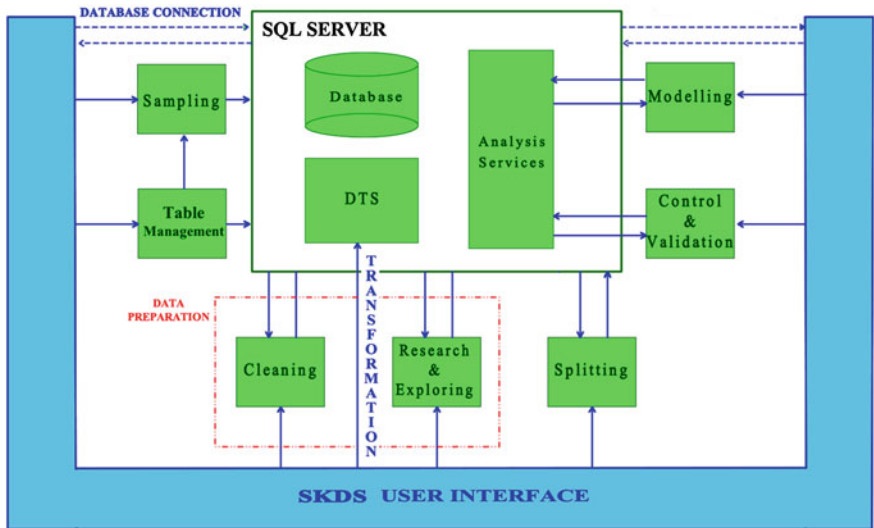 DATABASE CONNECTION
SQL SERVER
Sampling
Database
Analysis
Services
Modelling
Table
Management
DTS
Control
&
Validation
TRANSFORMATION
DATA
PREPARATION
Cleaning
Research
&
Exploring
Splitting
SKDS USER INTERFACE